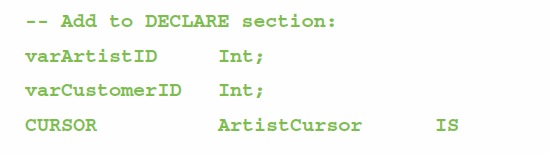 -- Add to DECLARE section:
varArtistID Int;
varCustomerID Int;
CURSOR ArtistCursor IS